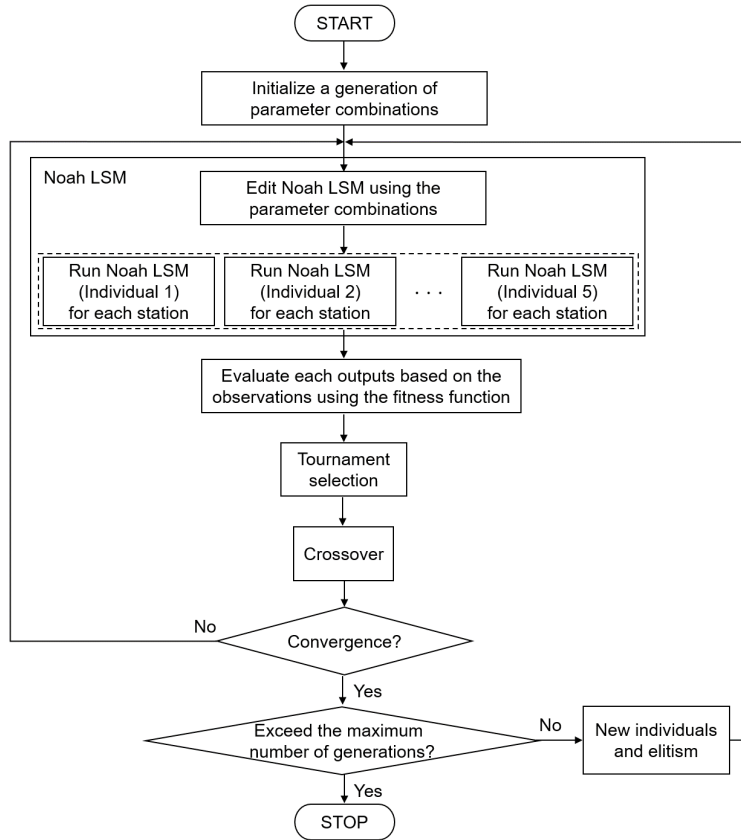 START
Initialize a generation of
parameter combinations
Noah LSM
Edit Noah LSM using the
parameter combinations
Run Noah LSM
(Individual 1)
for each station
Run Noah LSM
(Individual 2)
for each station
. . .
Run Noah LSM
(Individual 5)
for each station
Evaluate each outputs based on the
observations using the fitness function
Tournament
selection
Crossover
No
Convergence?
Yes
Exceed the maximum
number of generations?
No
New individuals
and elitism
Yes
STOP